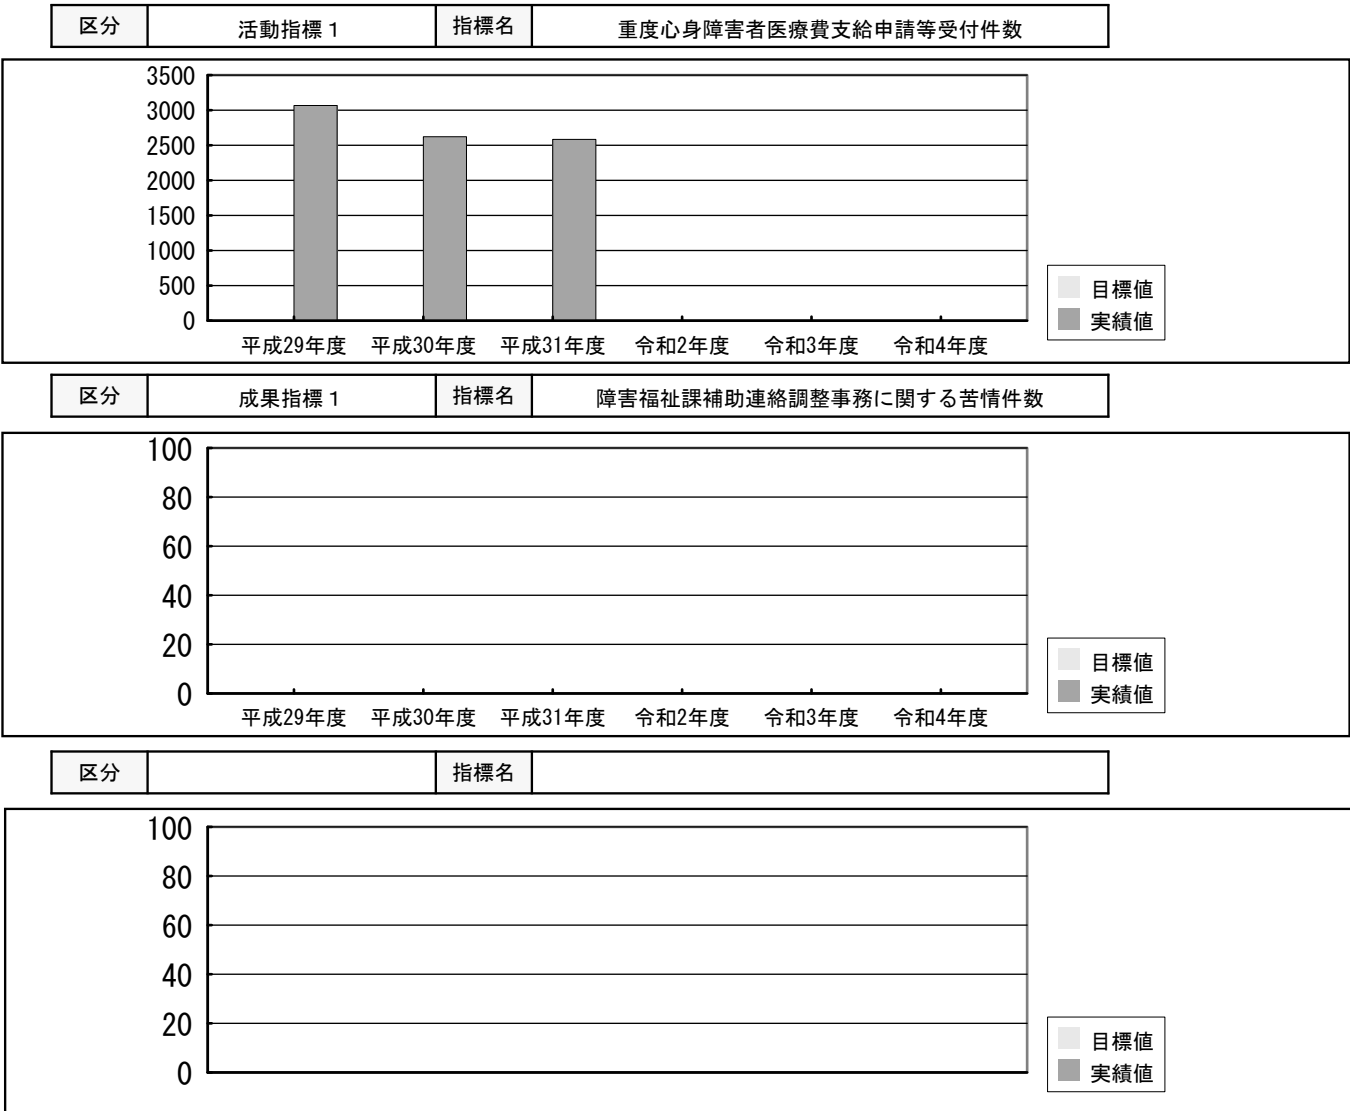 区分 活動指標１ 指標名 重度心身障害者医療費支給申請等受付件数
3500
3000
2500
2000
1500
1000
500
0
平成29年度 平成30年度 平成31年度 令和2年度 令和3年度 令和4年度
目標値
実績値
区分 成果指標１ 指標名 障害福祉課補助連絡調整事務に関する苦情件数
100
80
60
40
20
0
平成29年度 平成30年度 平成31年度 令和2年度 令和3年度 令和4年度
目標値
実績値
区分 指標名
100
80
60
40
20
0
目標値
実績値